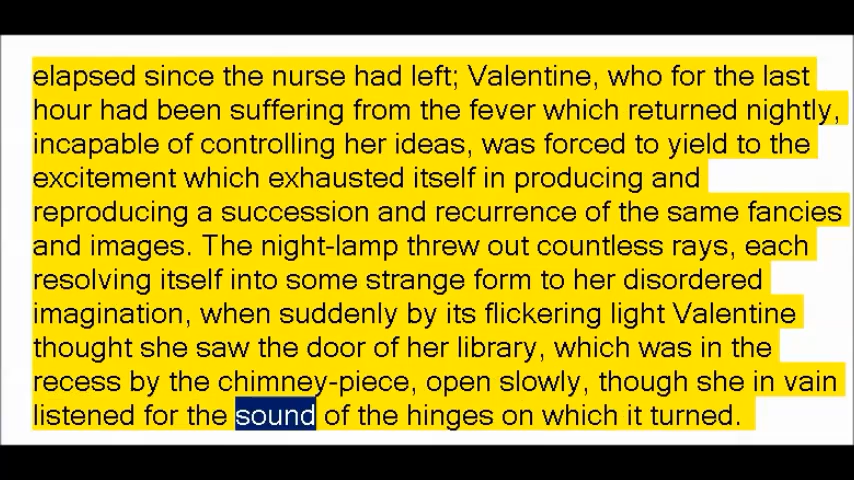 elapsed since the nurse had left; Valentine, who for the last
hour had been suffering from the fever which returned nightly,
incapable of controlling her ideas, was forced to yield to the
excitement which exhausted itself in producing and
reproducing a succession and recurrence of the same fancies
and images. The night-lamp threw out countless rays, each
resolving itself into some strange form to her disordered
imagination, when suddenly by its flickering light Valentine
thought she saw the door of her library, which was in the
recess by the chimney-piece, open slowly, though she in vain
listened for the sound of the hinges on which it turned.